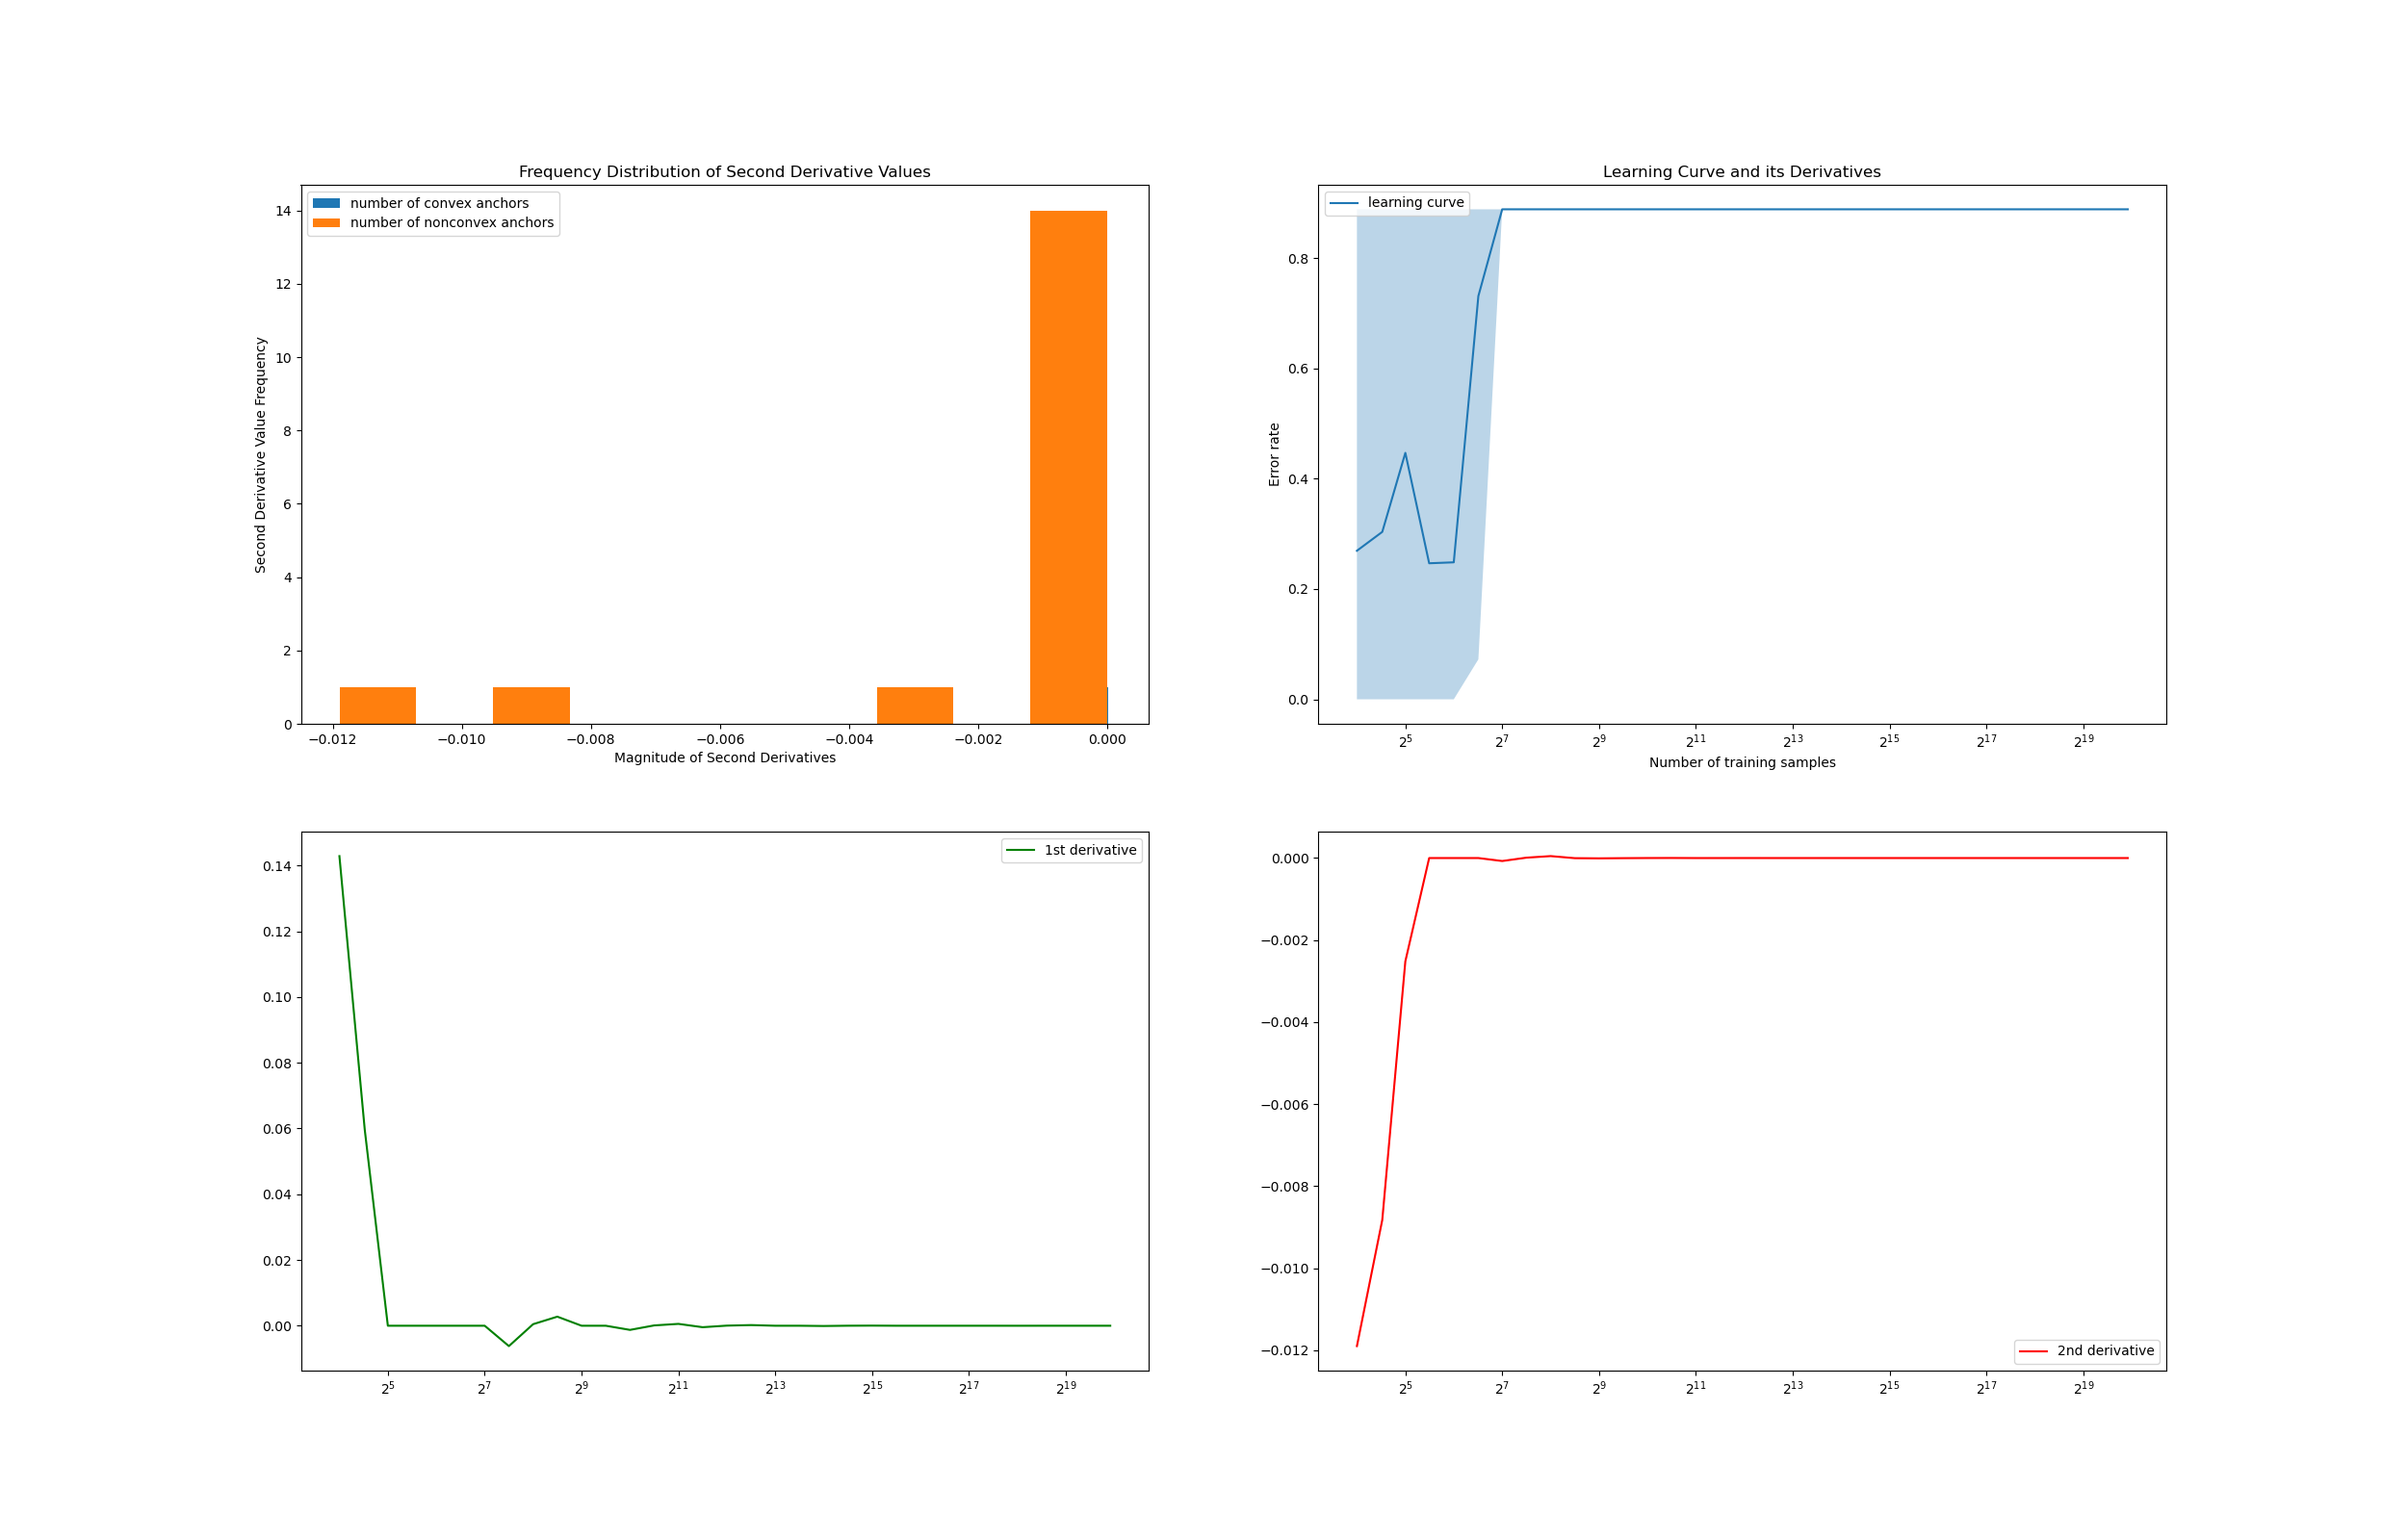 Frequency Distribution of Second Derivative Values
number of convex anchors
number of nonconvex anchors
14
12
10
8
6
4
2
0
Second Derivative Value Frequency
−0.012 −0.010 −0.008 −0.006 −0.004 −0.002 0.000
Magnitude of Second Derivatives
Learning Curve and its Derivatives
learning curve
0.8
0.6
0.4
0.2
0.0
Error rate
2^5 2^7 2^9 2^11 2^13 2^15 2^17 2^19
Number of training samples
1st derivative
0.14
0.12
0.10
0.08
0.06
0.04
0.02
0.00
2^5 2^7 2^9 2^11 2^13 2^15 2^17 2^19
0.000
−0.002
−0.004
−0.006
−0.008
−0.010
−0.012
2nd derivative
2^5 2^7 2^9 2^11 2^13 2^15 2^17 2^19